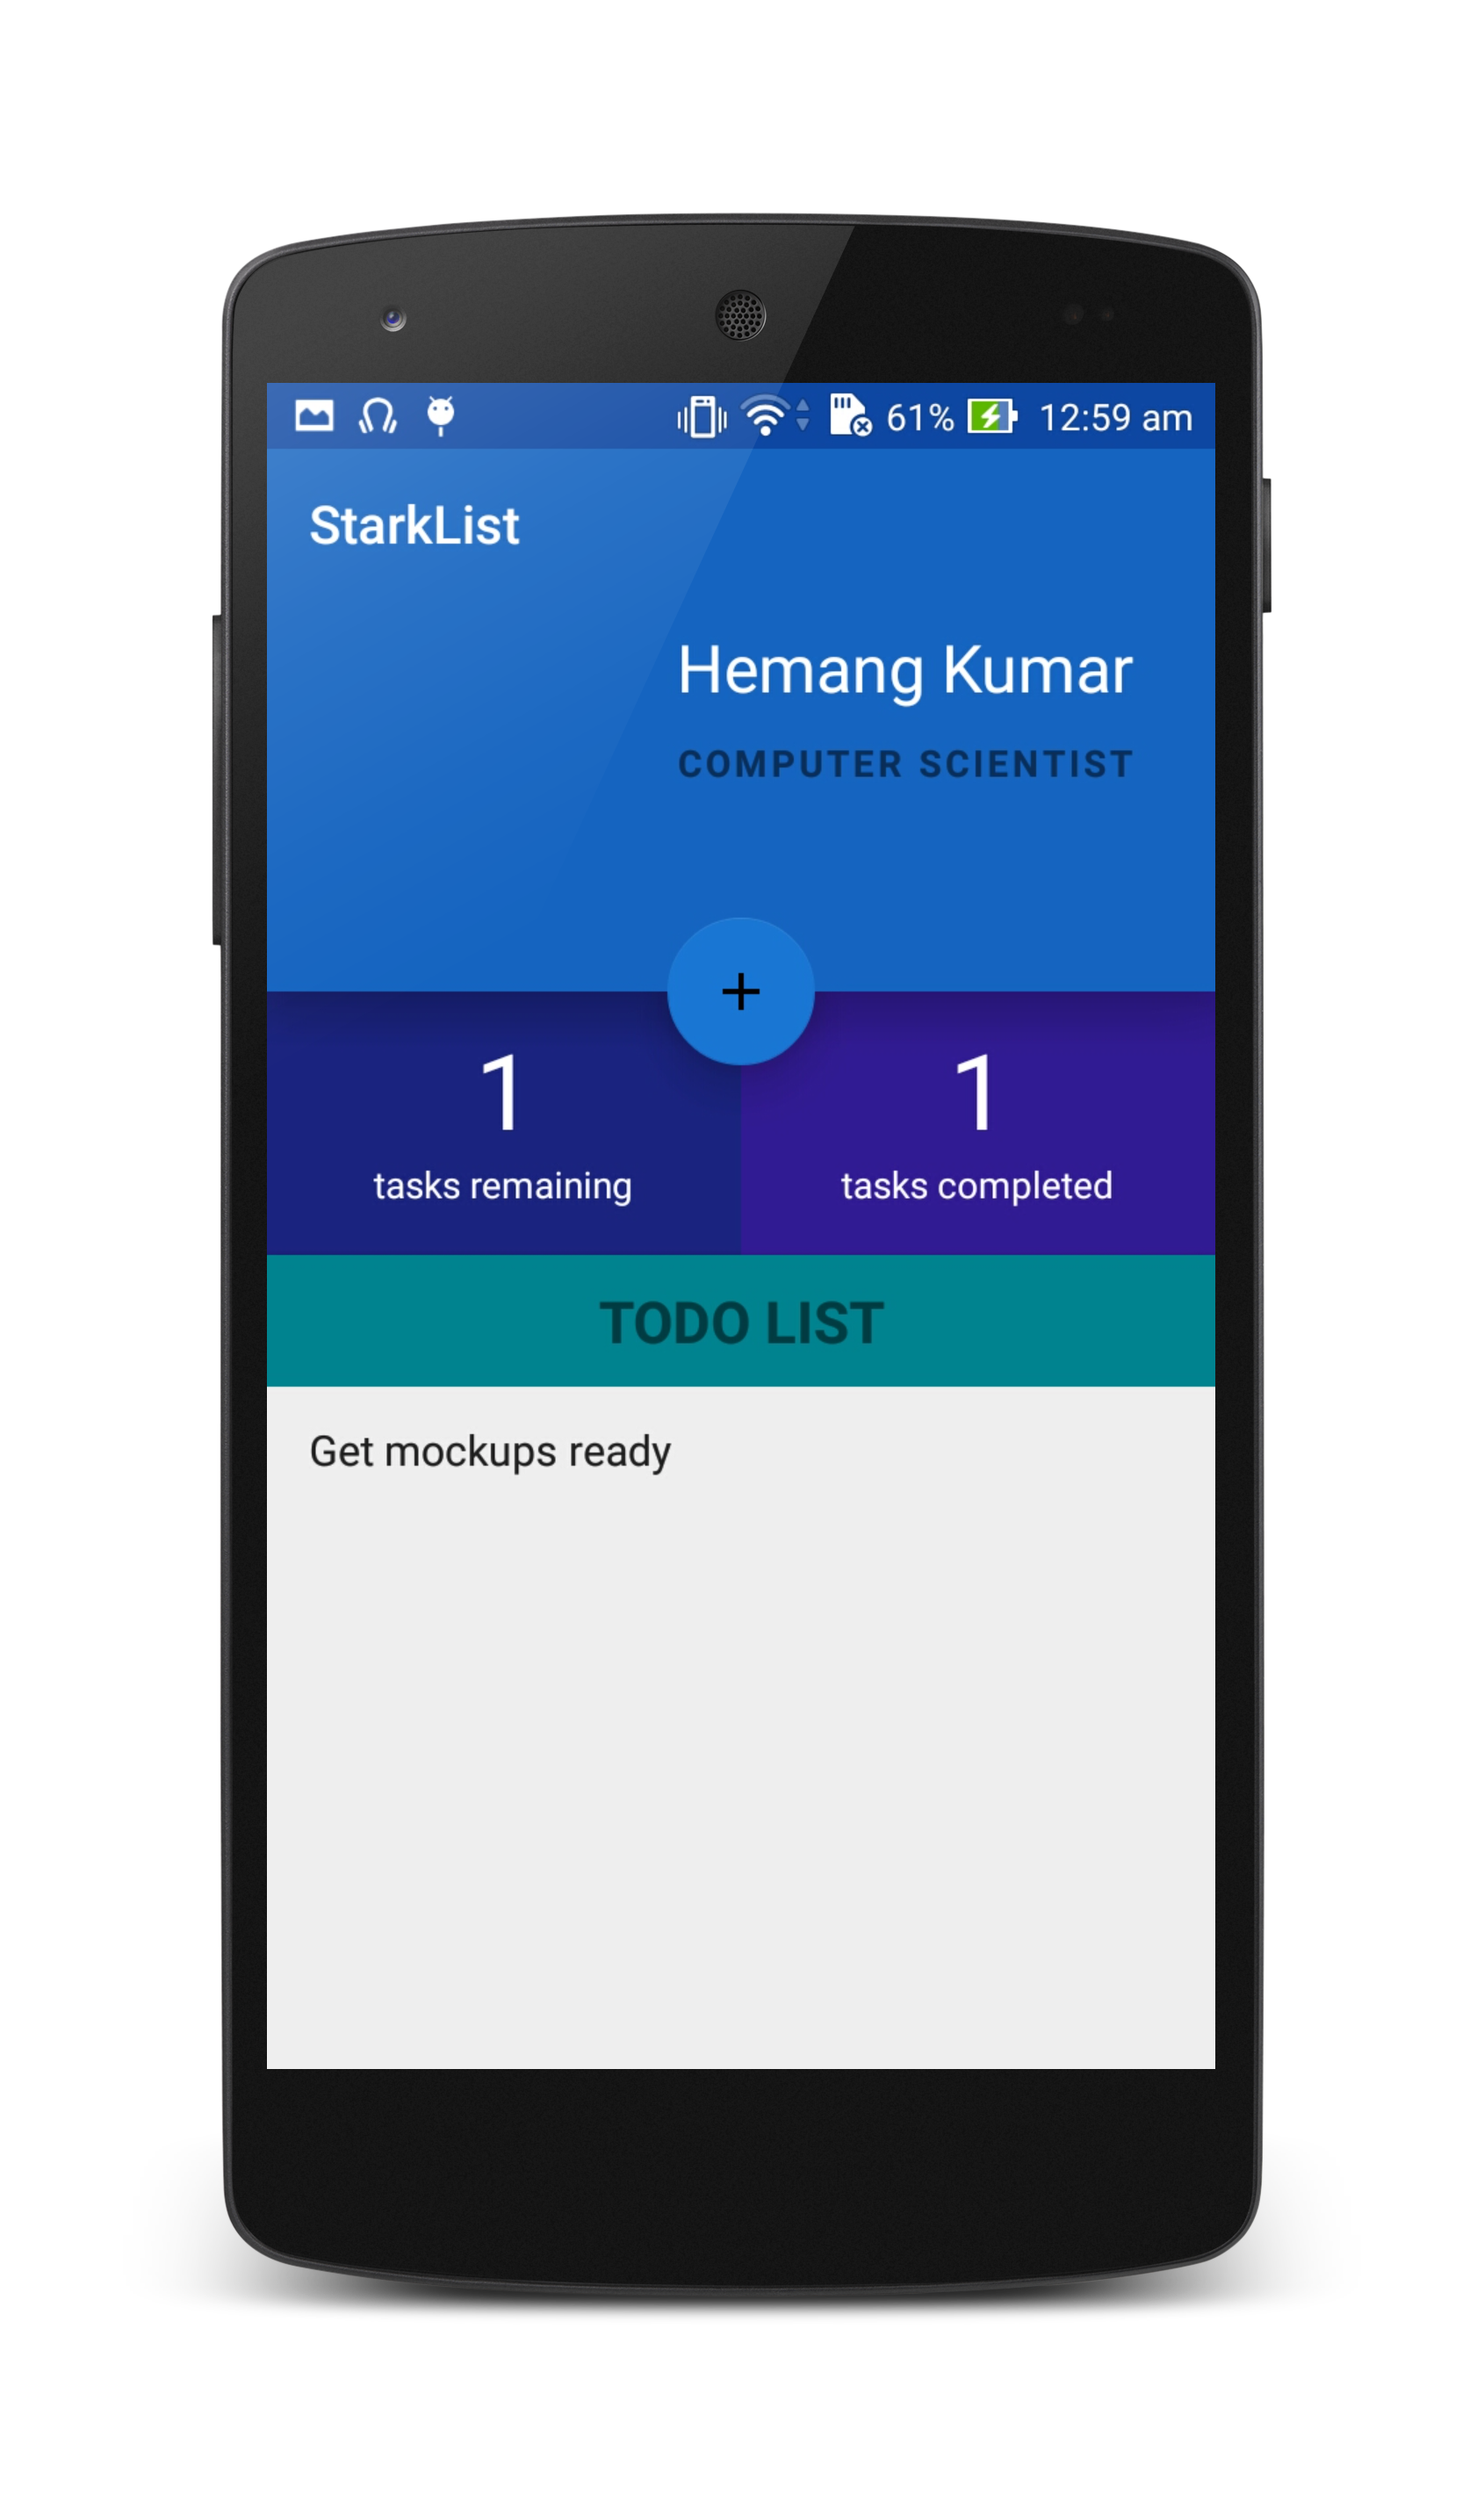 61% 12:59 am
StarkList
Hemang Kumar
COMPUTER SCIENTIST
+
1 1
tasks remaining tasks completed
TODO LIST
Get mockups ready